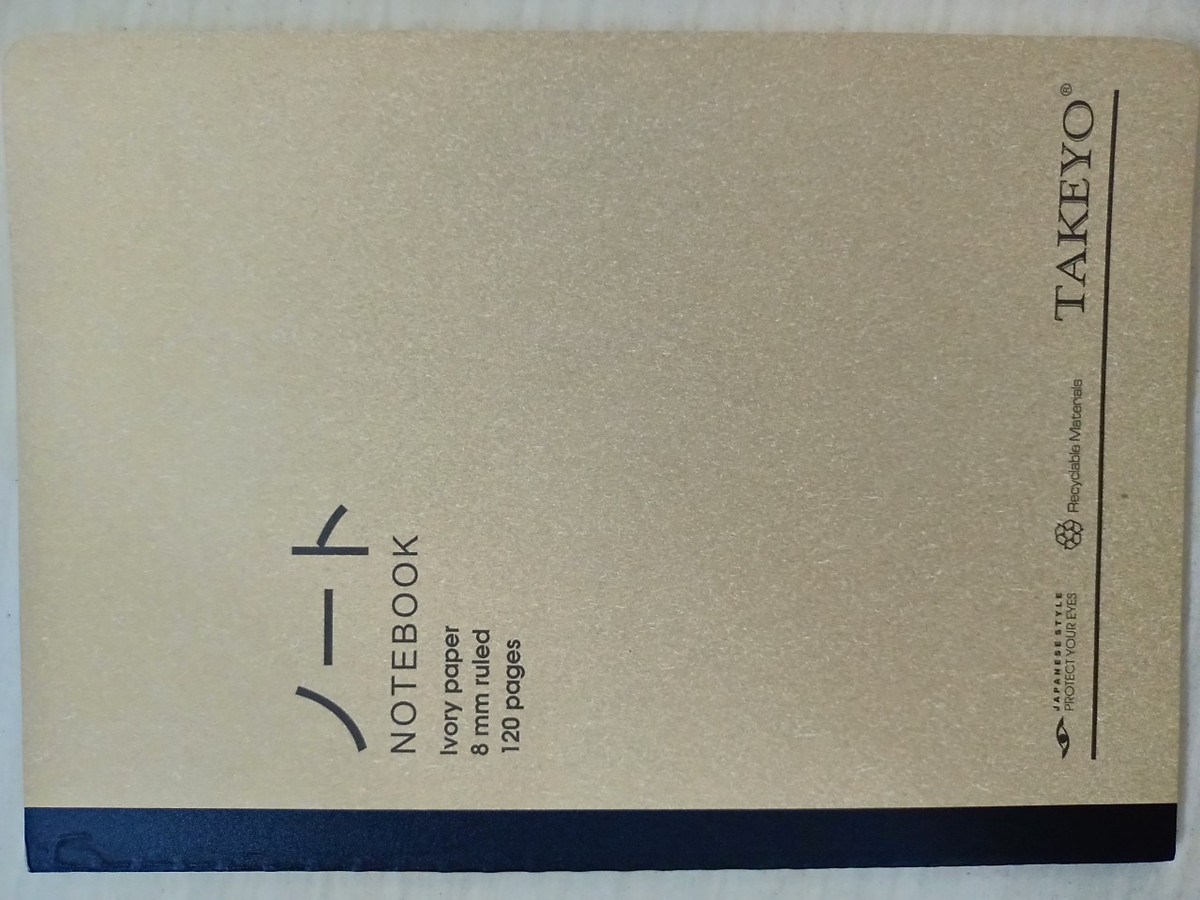 ノート
NOTEBOOK
Ivory paper
8 mm ruled
120 pages
JAPANESE STYLE
PROTECT YOUR EYES
Recyclable Materials
TAKEYO®